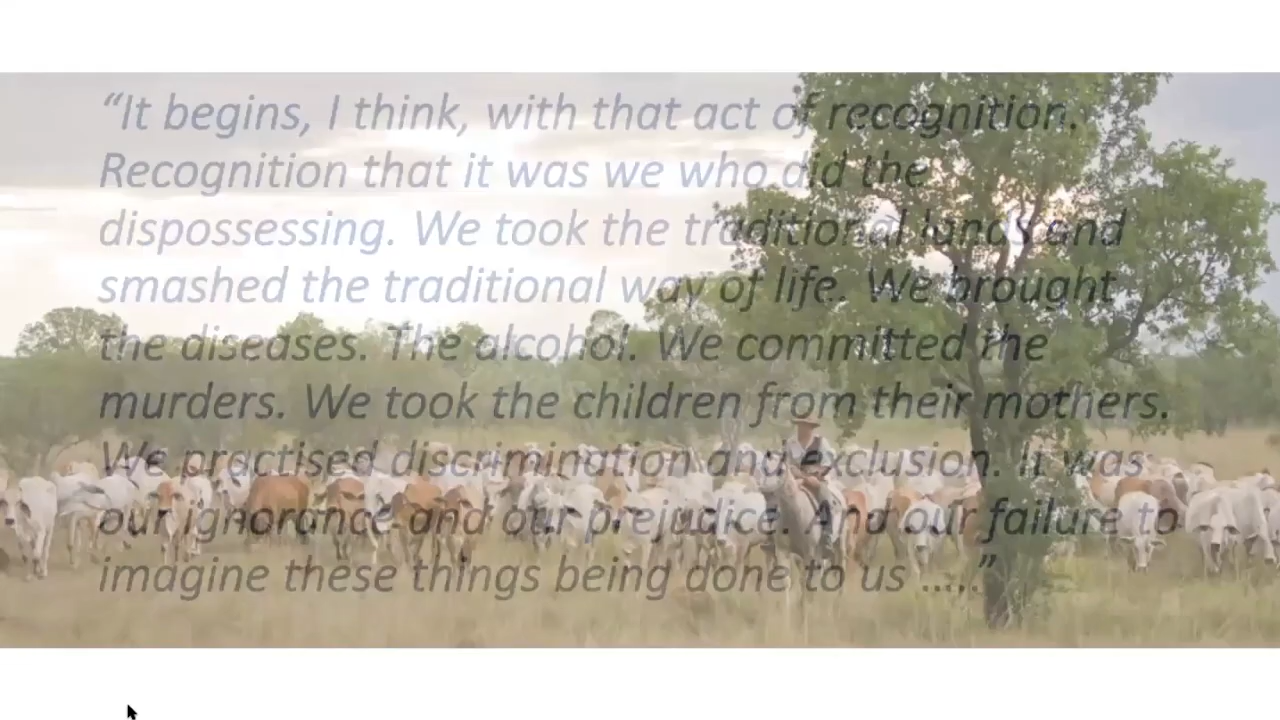 “It begins, I think, with that act of recognition.
Recognition that it was we who did the
dispossessing. We took the traditional lands and
smashed the traditional way of life. We brought
the diseases. The alcohol. We committed the
murders. We took the children from their mothers.
We practised discrimination and exclusion. It was
our ignorance and our prejudice. And our failure to
imagine these things being done to us .....”